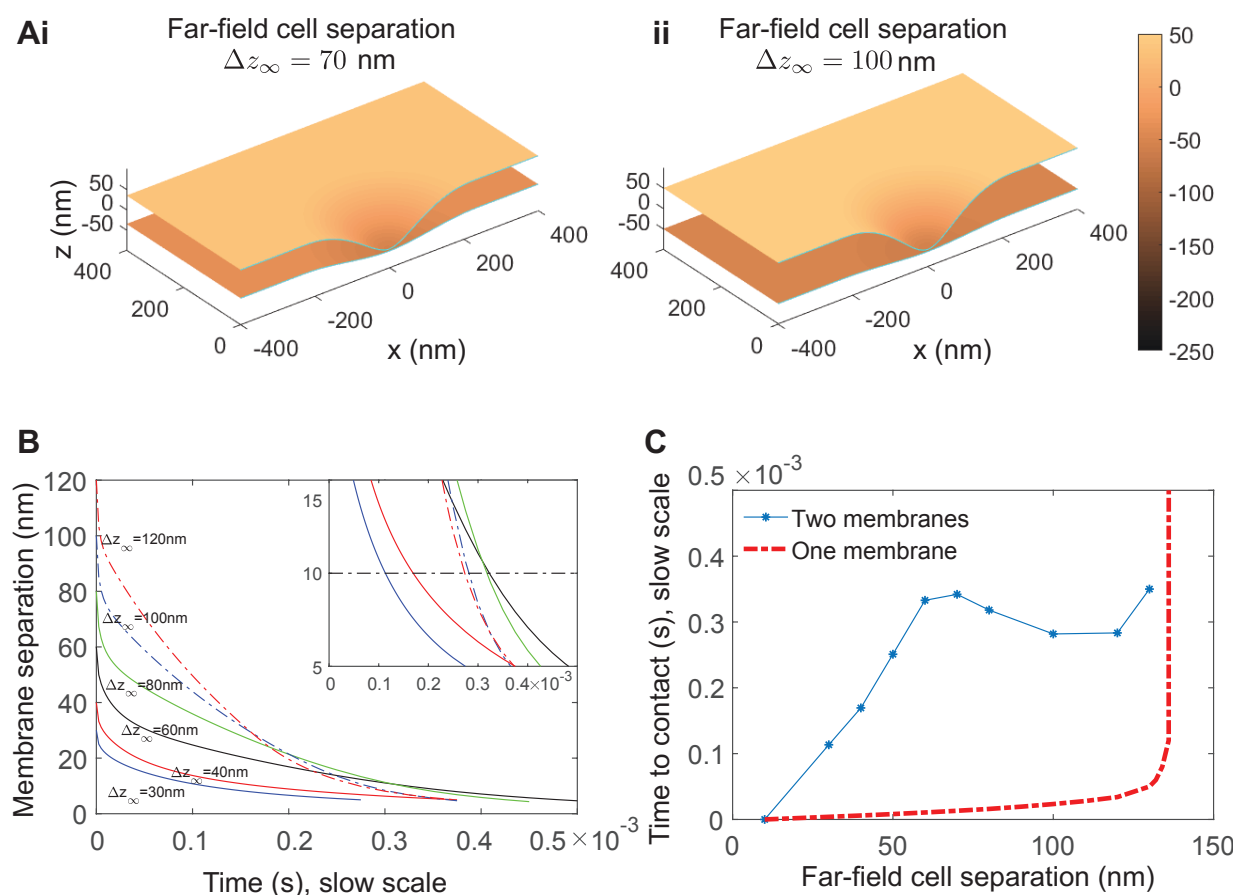 Ai
Far-field cell separation
Δz∞ = 70 nm
ii
Far-field cell separation
Δz∞ = 100 nm
50
0
-50
-100
-150
-200
-250
z (nm)
50
0
-50
400
200
0
-400
-200
0
200
400
x (nm)
50
0
-50
400
200
0
-400
-200
0
200
400
x (nm)
B
Membrane separation (nm)
120
100
80
60
40
20
0
Δz∞=120nm
Δz∞=100nm
Δz∞=80nm
Δz∞=60nm
Δz∞=40nm
Δz∞=30nm
15
10
5
0 0.1 0.2 0.3 0.4 ×10⁻³
0 0.1 0.2 0.3 0.4 0.5 ×10⁻³
Time (s), slow scale
C
Time to contact (s), slow scale
0.5 ×10⁻³
0.4
0.3
0.2
0.1
0
Two membranes
One membrane
0 50 100 150
Far-field cell separation (nm)